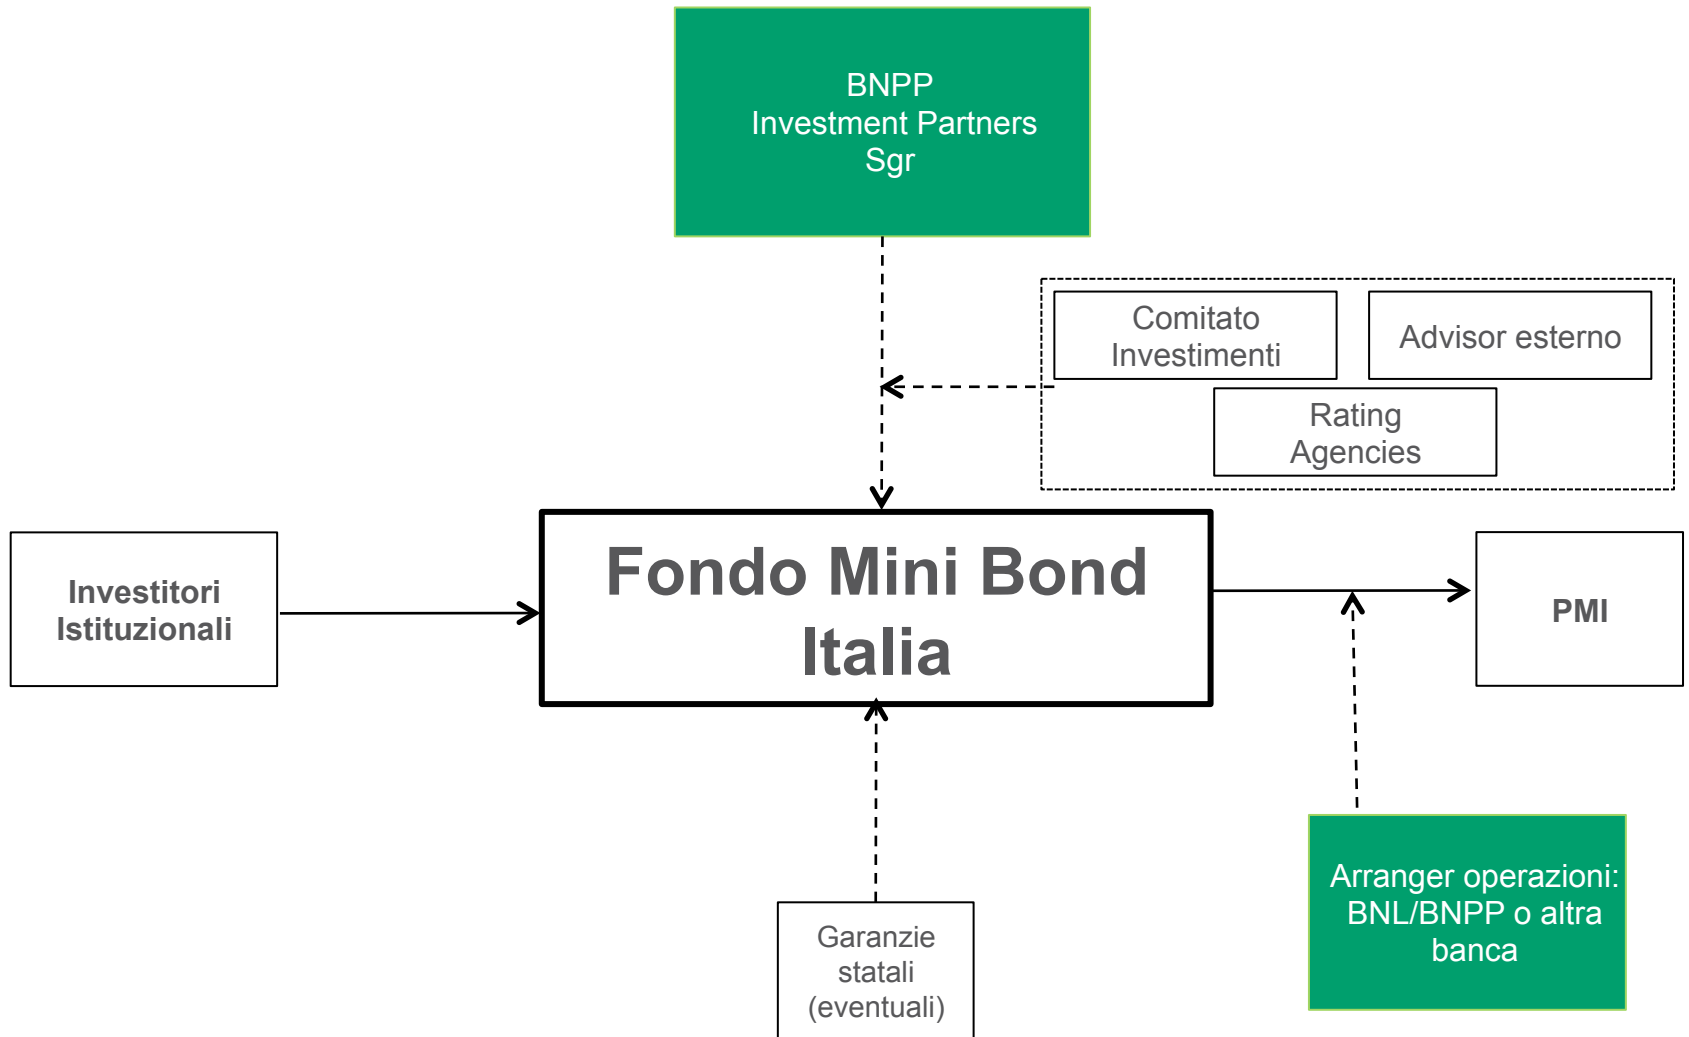 BNPP
Investment Partners
Sgr
Comitato
Investimenti
Advisor esterno
Rating
Agencies
Investitori
Istituzionali
Fondo Mini Bond
Italia
PMI
Garanzie
statali
(eventuali)
Arranger operazioni:
BNL/BNPP o altra
banca